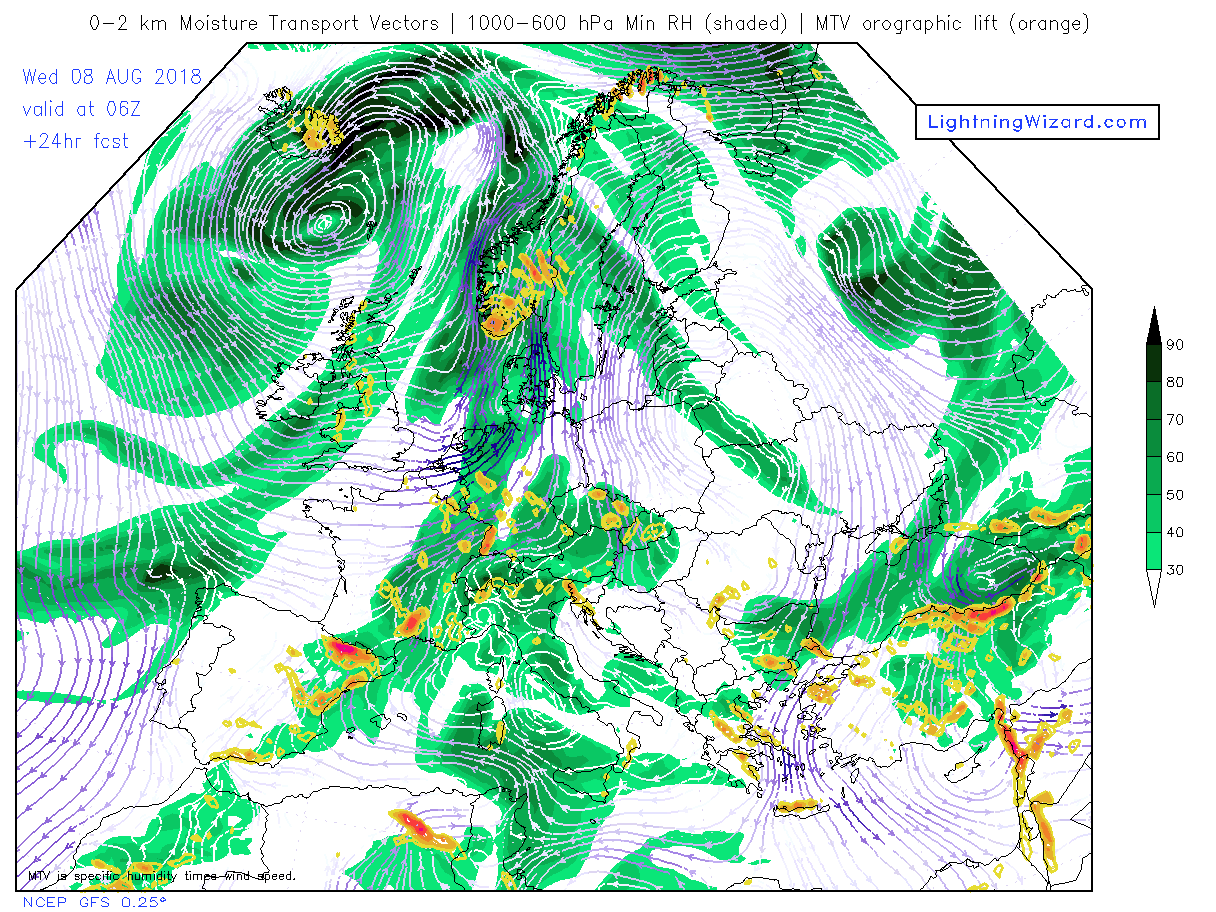 0-2 km Moisture Transport Vectors | 1000-600 hPa Min RH (shaded) | MTV orographic lift (orange)
Wed 08 AUG 2018
valid at 06Z
+24hr fcst
LightningWizard.com
90
80
70
60
50
40
30
MTV is specific humidity times wind speed.
NCEP GFS 0.25°